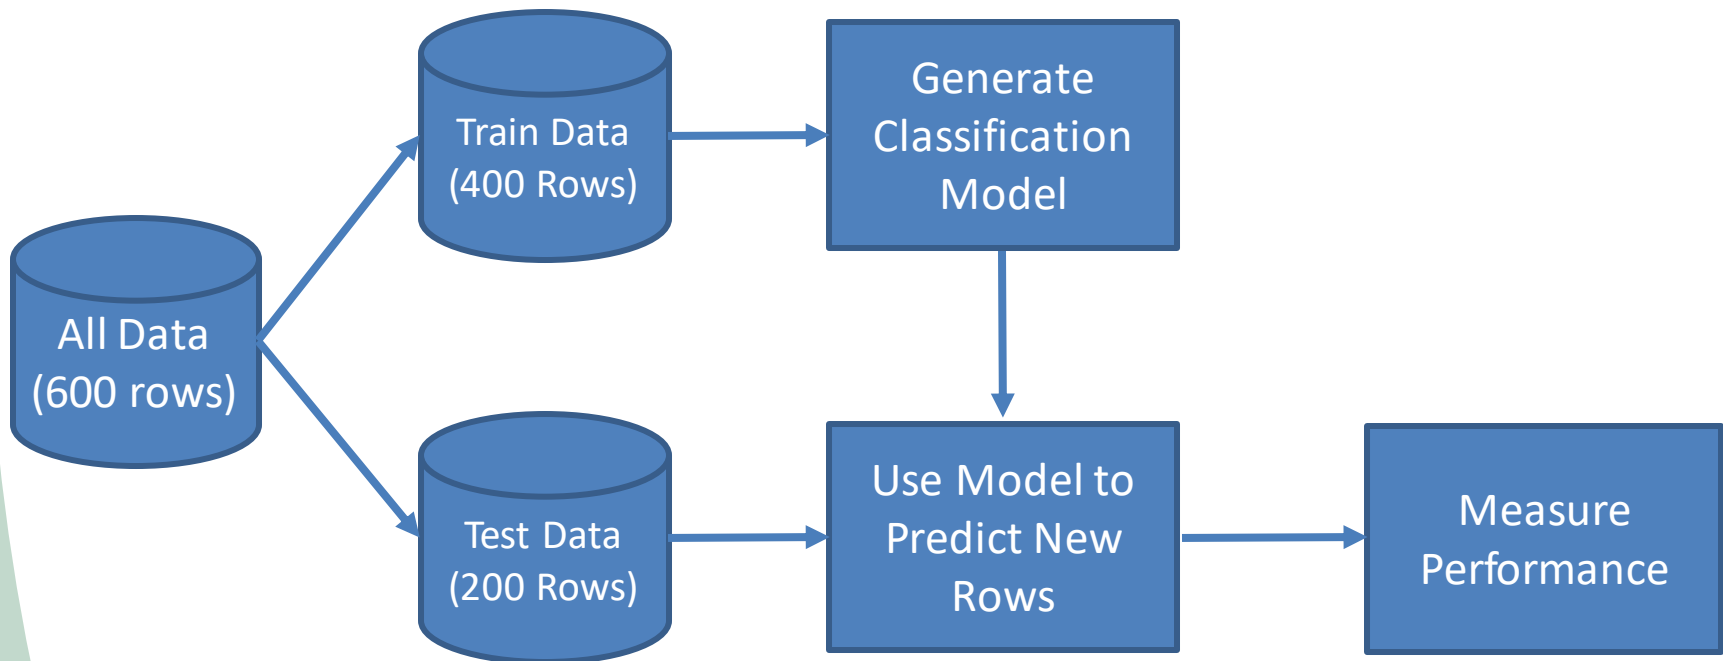 All Data
(600 rows)
Train Data
(400 Rows)
Generate
Classification
Model
Test Data
(200 Rows)
Use Model to
Predict New
Rows
Measure
Performance